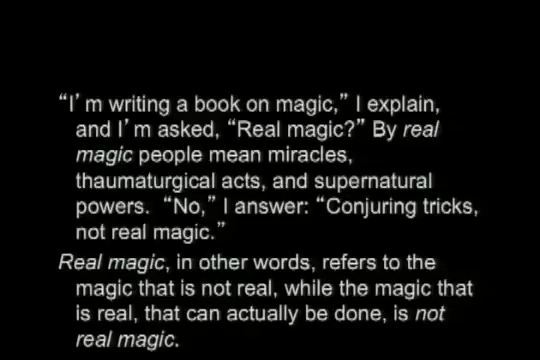 “I’m writing a book on magic,” I explain,
and I’m asked, “Real magic?” By real
magic people mean miracles,
thaumaturgical acts, and supernatural
powers.  “No,” I answer: “Conjuring tricks,
not real magic.”
Real magic, in other words, refers to the
magic that is not real, while the magic that
is real, that can actually be done, is not
real magic.